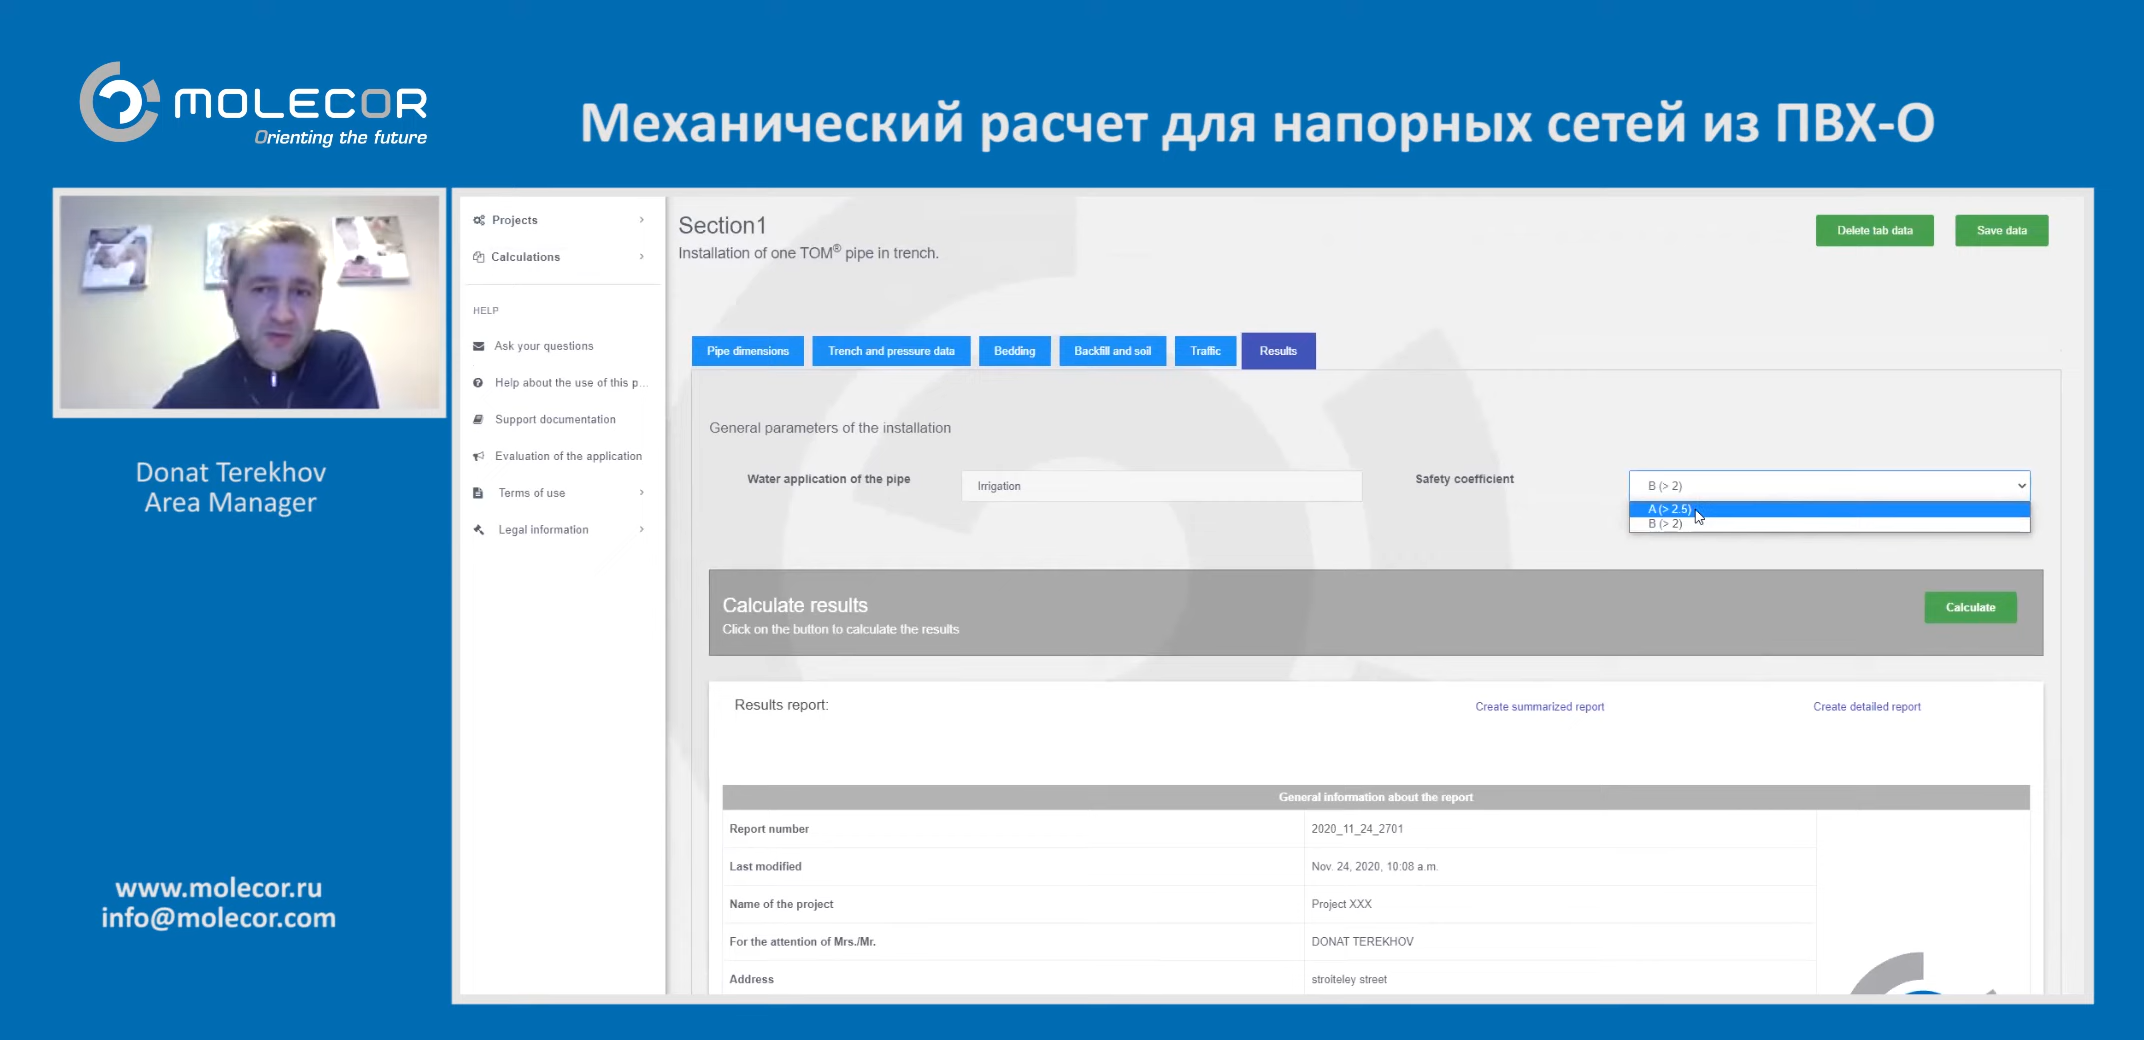 MOLECOR
Orienting the future
Механический расчет для напорных сетей из ПВХ-О
Donat Terekhov
Area Manager
www.molecor.ru
info@molecor.com
Projects
Calculations
HELP
Ask your questions
Help about the use of this p...
Support documentation
Evaluation of the application
Terms of use
Legal information
Section1
Installation of one TOM® pipe in trench.
Delete tab data
Save data
Pipe dimensions
Trench and pressure data
Bedding
Backfill and soil
Traffic
Results
General parameters of the installation
Water application of the pipe
Irrigation
Safety coefficient
B (> 2)
A (> 2.5)
B (> 2)
Calculate results
Click on the button to calculate the results
Calculate
Results report:
Create summarized report
Create detailed report
General information about the report
Report number
2020_11_24_2701
Last modified
Nov. 24, 2020, 10:08 a.m.
Name of the project
Project XXX
For the attention of Mrs./Mr.
DONAT TEREKHOV
Address
stroiteley street